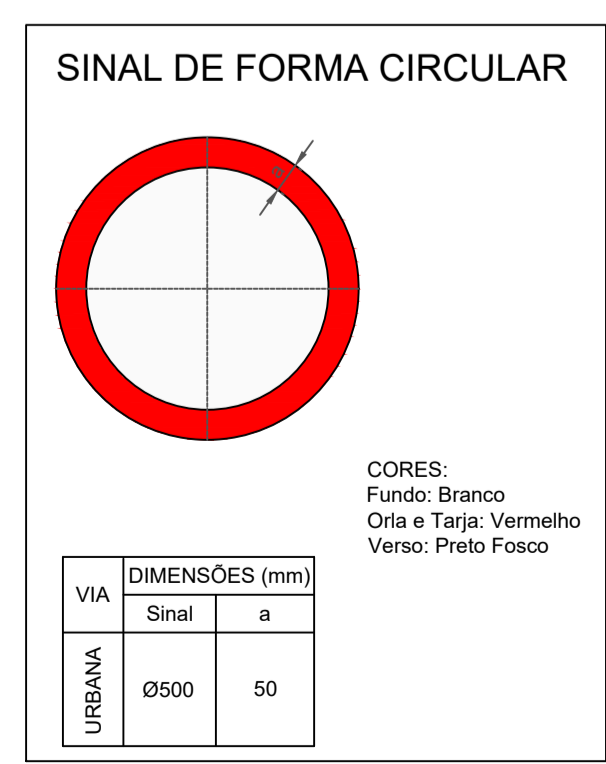 SINAL DE FORMA CIRCULAR
a
CORES:
Fundo: Branco
Orla e Tarja: Vermelho
Verso: Preto Fosco
VIA
DIMENSÕES (mm)
Sinal a
URBANA
Ø500 50